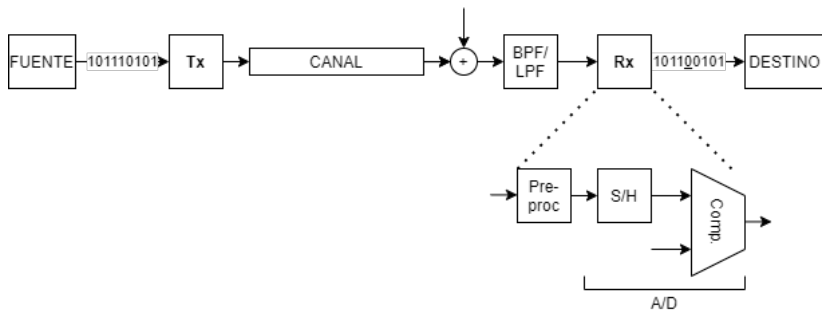 FUENTE
101110101
Tx
CANAL
+
BPF/
LPF
Rx
101100101
DESTINO
Pre-
proc
S/H
Comp.
A/D